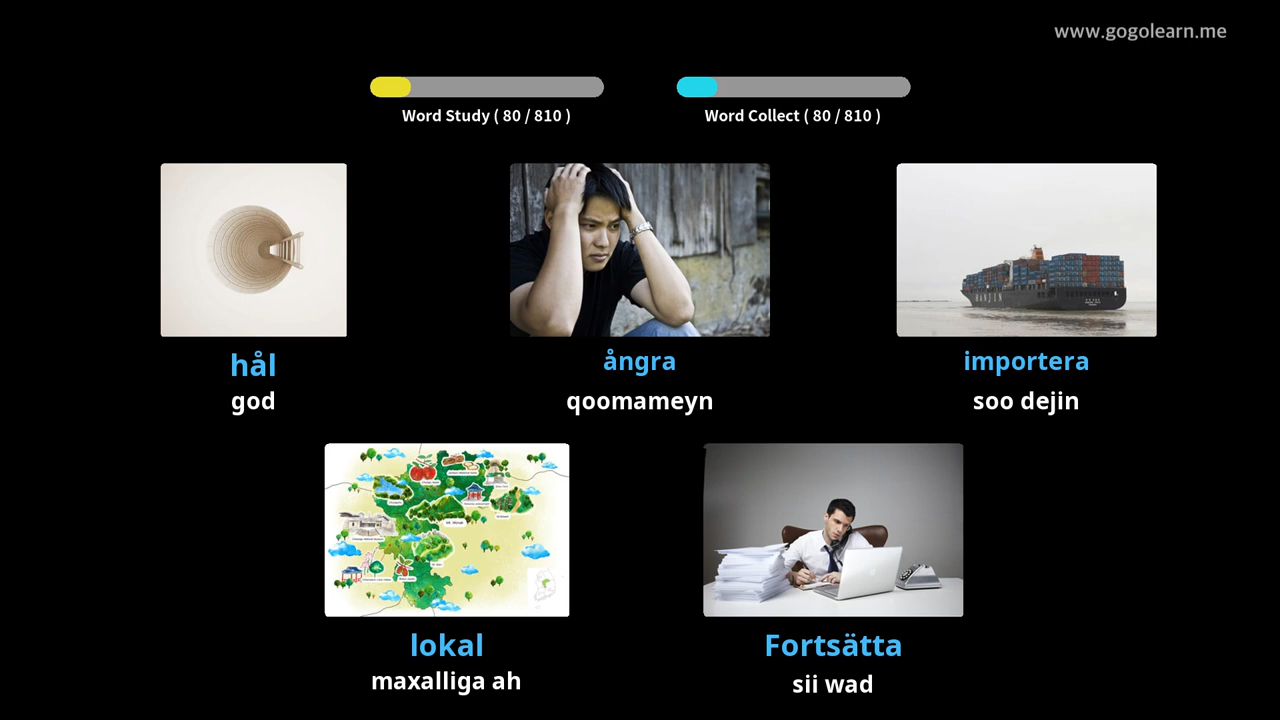 www.gogolearn.me
Word Study ( 80 / 810 )
Word Collect ( 80 / 810 )
HANJIN
hål
god
ångra
qoomameyn
importera
soo dejin
lokal
maxalliga ah
Fortsätta
sii wad